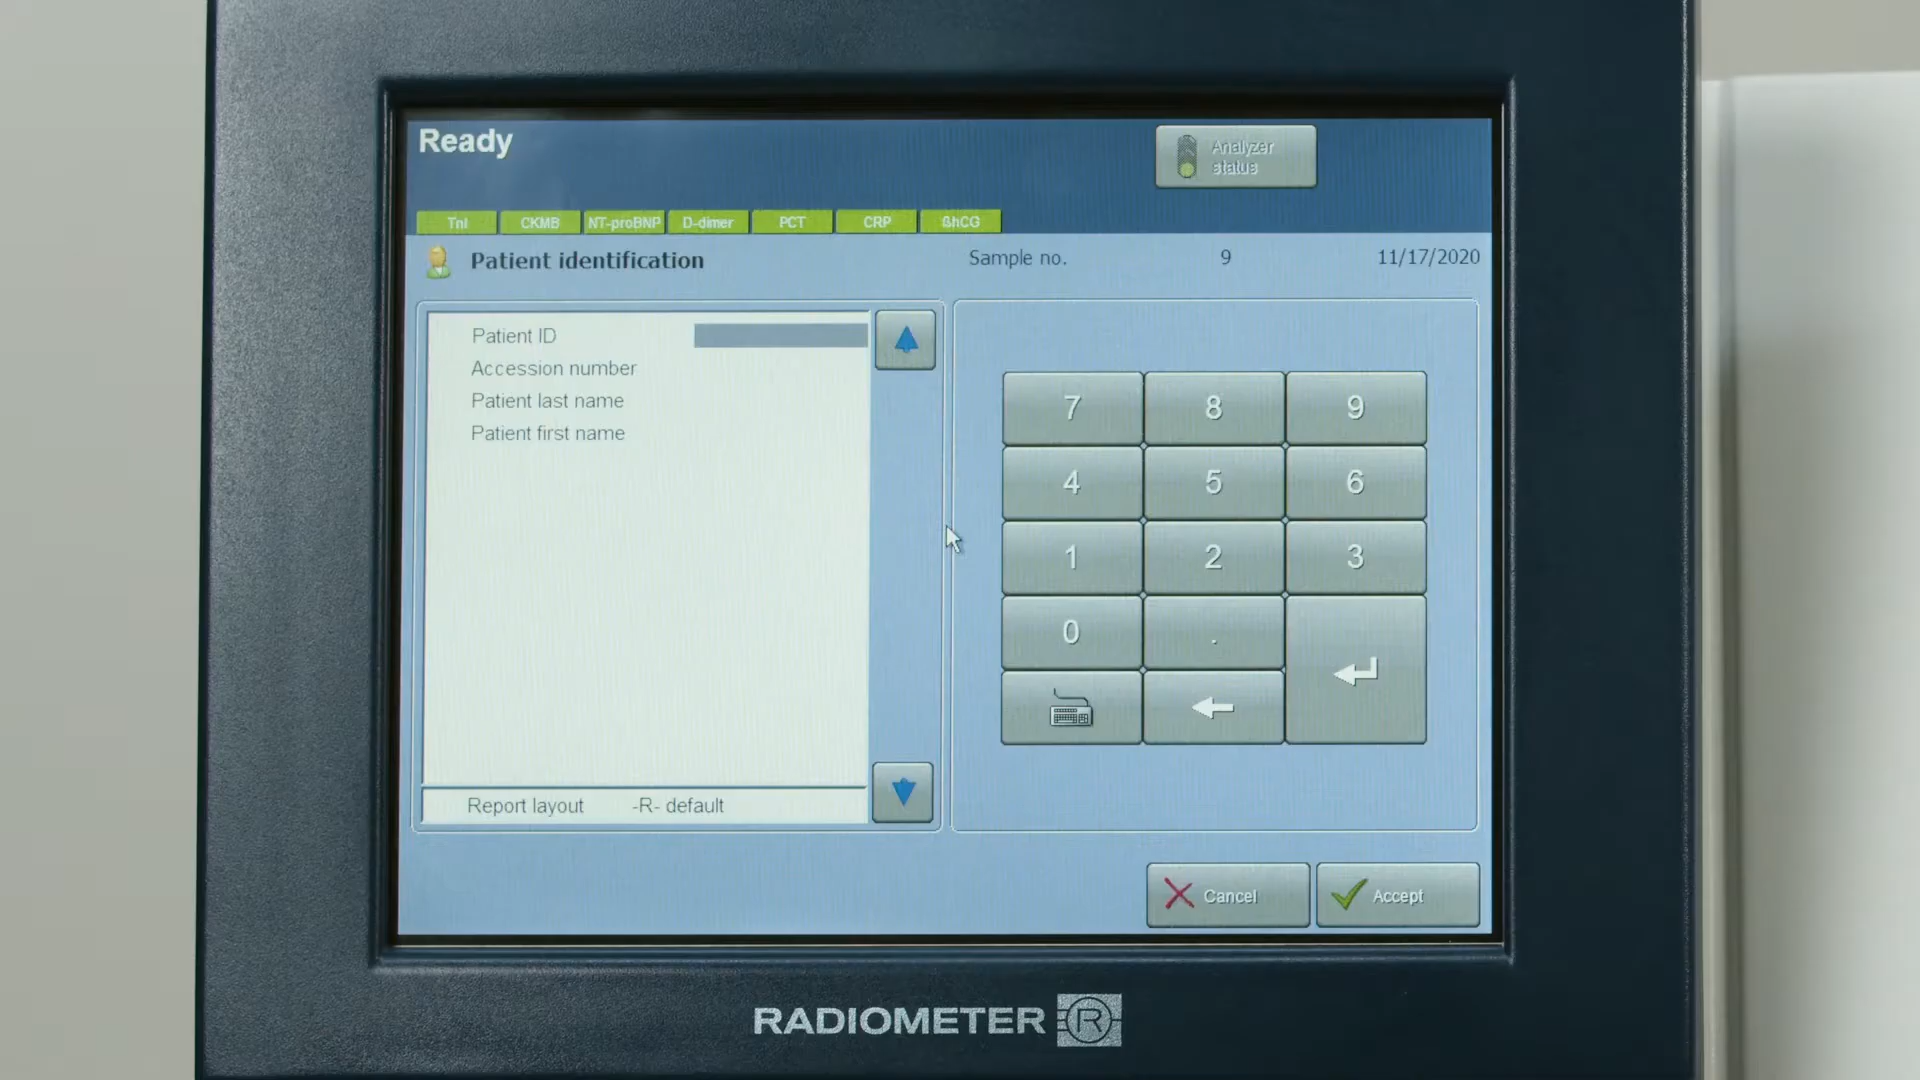 Ready
Analyzer
status
TnI CKMB NT-proBNP D-dimer PCT CRP ßhCG
Patient identification Sample no. 9 11/17/2020
Patient ID
Accession number
Patient last name
Patient first name
7 8 9
4 5 6
1 2 3
0 .
Report layout -R- default
Cancel Accept
RADIOMETER R